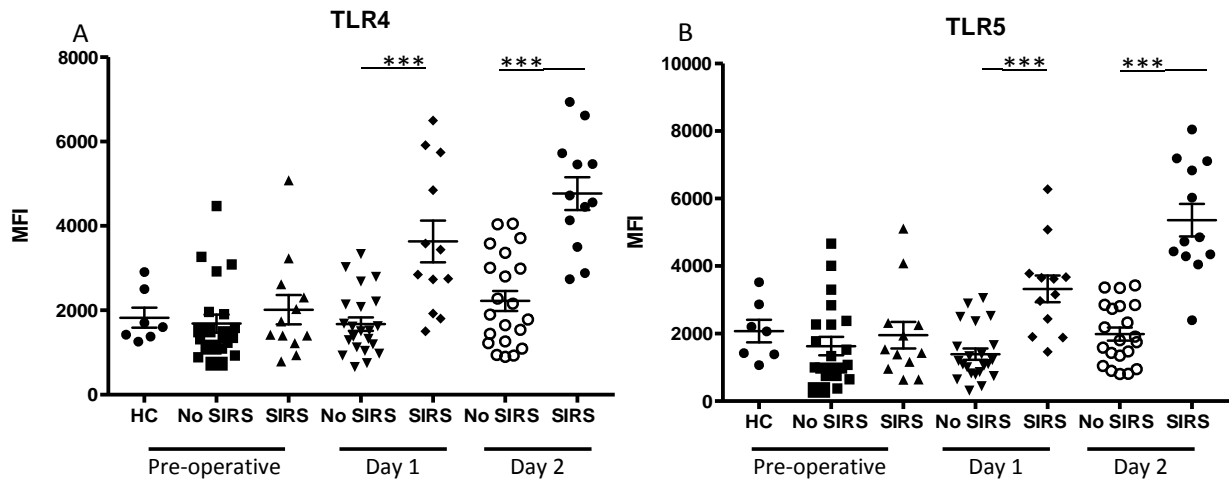 A
TLR4
MFI
8000
6000
4000
2000
0
***
***
HC
No SIRS
SIRS
No SIRS
SIRS
No SIRS
SIRS
Pre-operative
Day 1
Day 2
B
TLR5
MFI
10000
8000
6000
4000
2000
0
***
***
HC
No SIRS
SIRS
No SIRS
SIRS
No SIRS
SIRS
Pre-operative
Day 1
Day 2